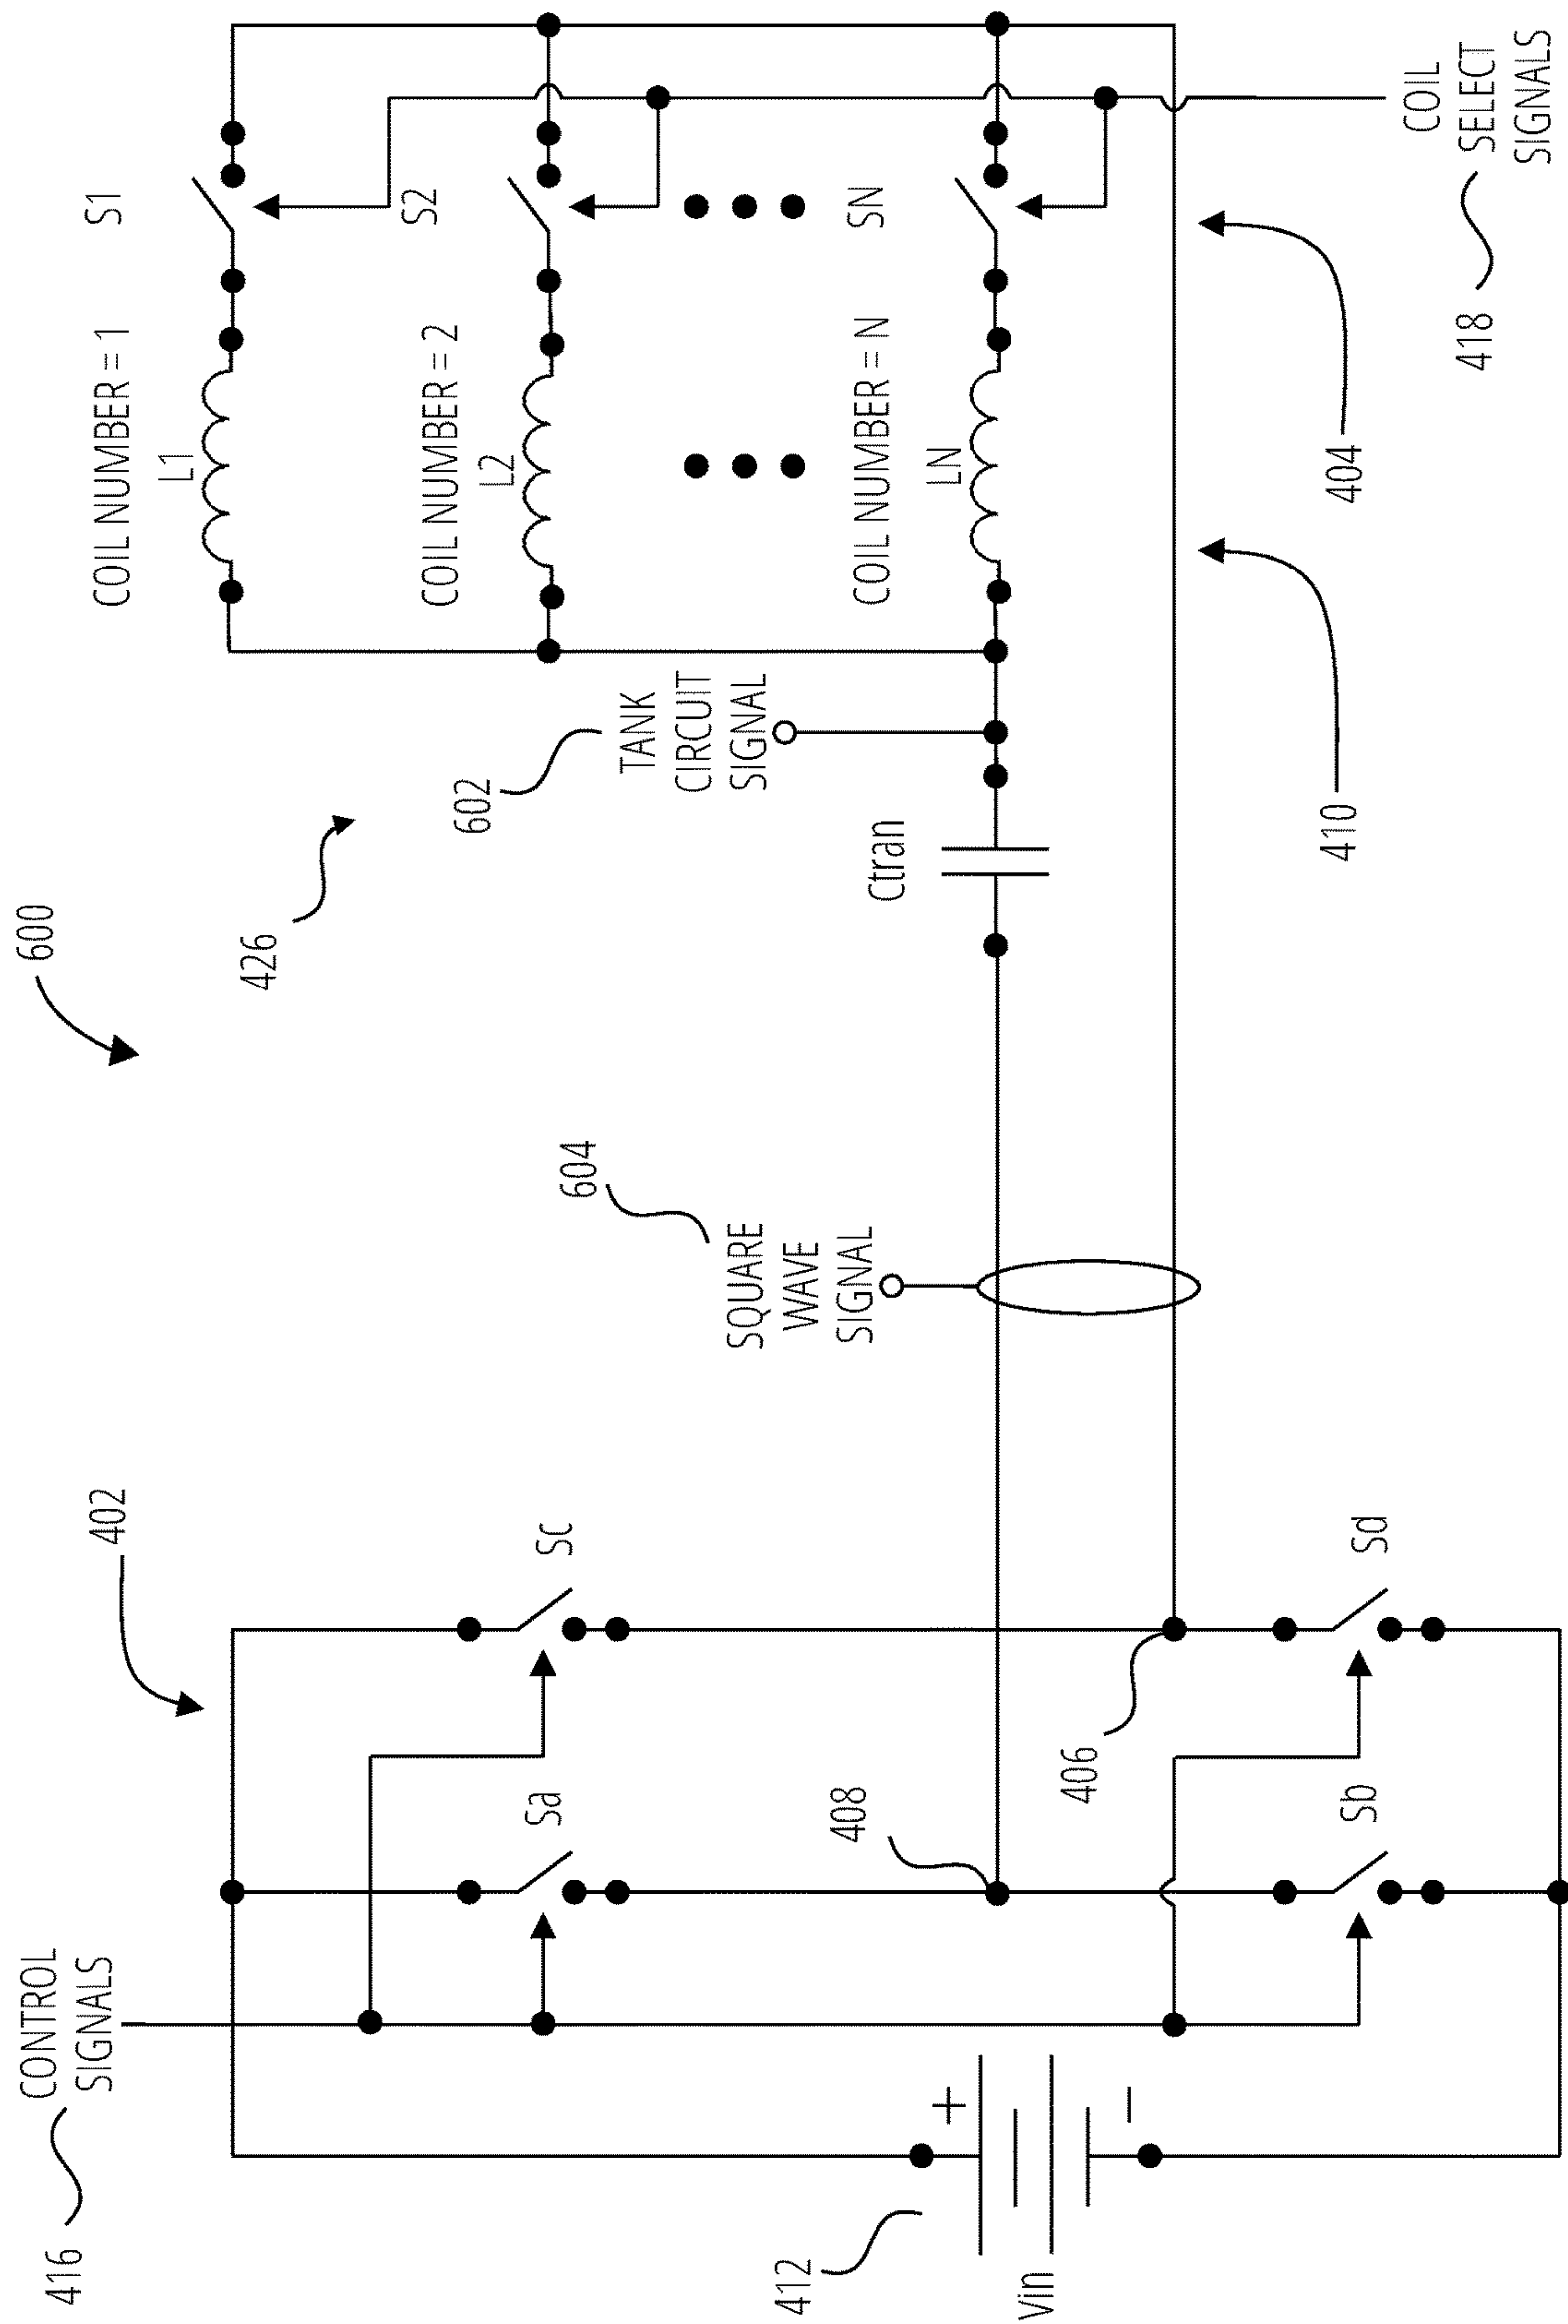 600
416
CONTROL
SIGNALS
402
412
Vin
+
−
Sa
Sc
Sb
Sd
408
406
604
SQUARE
WAVE
SIGNAL
426
602
TANK
CIRCUIT
SIGNAL
Ctran
COIL NUMBER = 1
L1
S1
COIL NUMBER = 2
L2
S2
COIL NUMBER = N
LN
SN
410
404
418
COIL
SELECT
SIGNALS